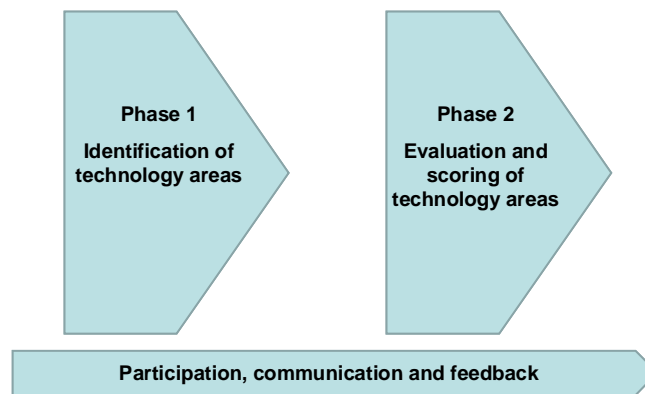 Phase 1
Identification of
technology areas
Phase 2
Evaluation and
scoring of
technology areas
Participation, communication and feedback